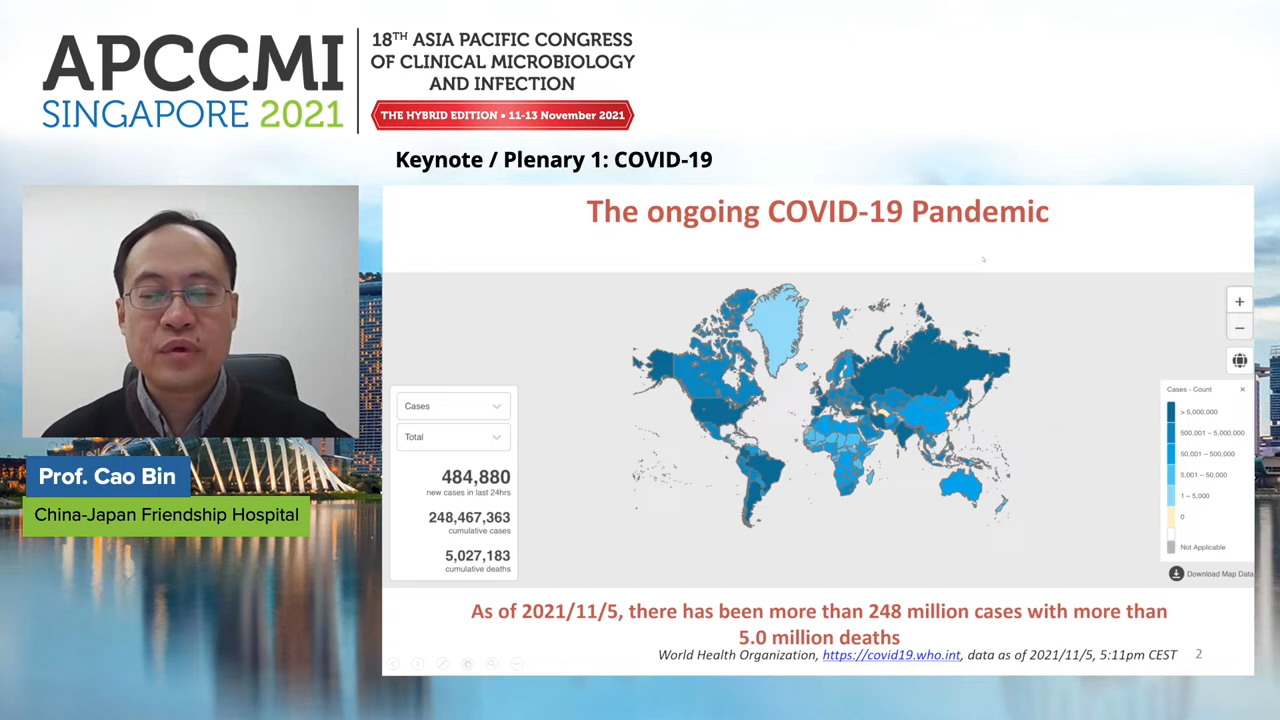 APCCMI
SINGAPORE 2021
18TH ASIA PACIFIC CONGRESS
OF CLINICAL MICROBIOLOGY
AND INFECTION
THE HYBRID EDITION • 11-13 November 2021
Keynote / Plenary 1: COVID-19
Prof. Cao Bin
China-Japan Friendship Hospital
The ongoing COVID-19 Pandemic
Cases
Total
484,880
new cases in last 24hrs
248,467,363
cumulative cases
5,027,183
cumulative deaths
+
−
Cases - Count ×
> 5,000,000
500,001 – 5,000,000
50,001 – 500,000
5,001 – 50,000
1 – 5,000
0
Not Applicable
Download Map Data
As of 2021/11/5, there has been more than 248 million cases with more than
5.0 million deaths
World Health Organization, https://covid19.who.int, data as of 2021/11/5, 5:11pm CEST
2